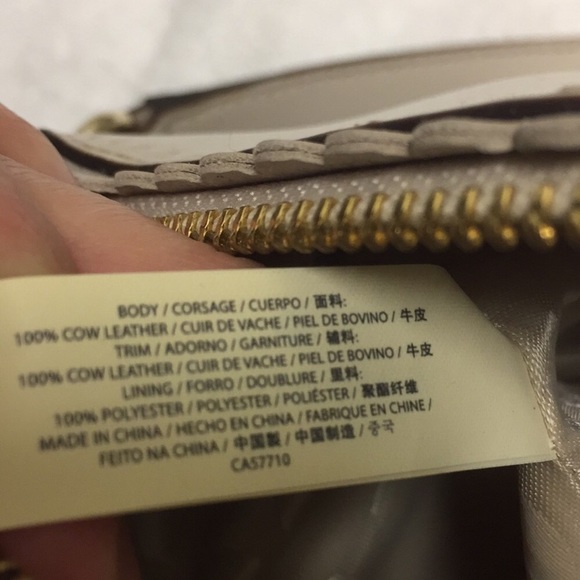 BODY / CORSAGE / CUERPO / 面料:
100% COW LEATHER / CUIR DE VACHE / PIEL DE BOVINO / 牛皮
TRIM / ADORNO / GARNITURE / 辅料:
100% COW LEATHER / CUIR DE VACHE / PIEL DE BOVINO / 牛皮
LINING / FORRO / DOUBLURE / 里料:
100% POLYESTER / POLYESTER / POLIÉSTER / 聚酯纤维
MADE IN CHINA / HECHO EN CHINA / FABRIQUE EN CHINE /
FEITO NA CHINA / 中国製 / 中国制造 / 중국
CA57710